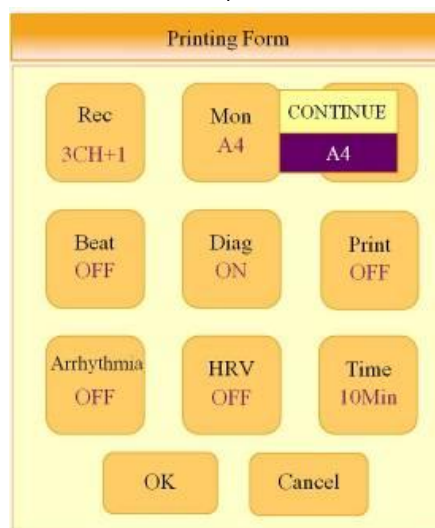 Printing Form
Rec
3CH+1
Mon
A4
CONTINUE
A4
Beat
OFF
Diag
ON
Print
OFF
Arrhythmia
OFF
HRV
OFF
Time
10Min
OK
Cancel